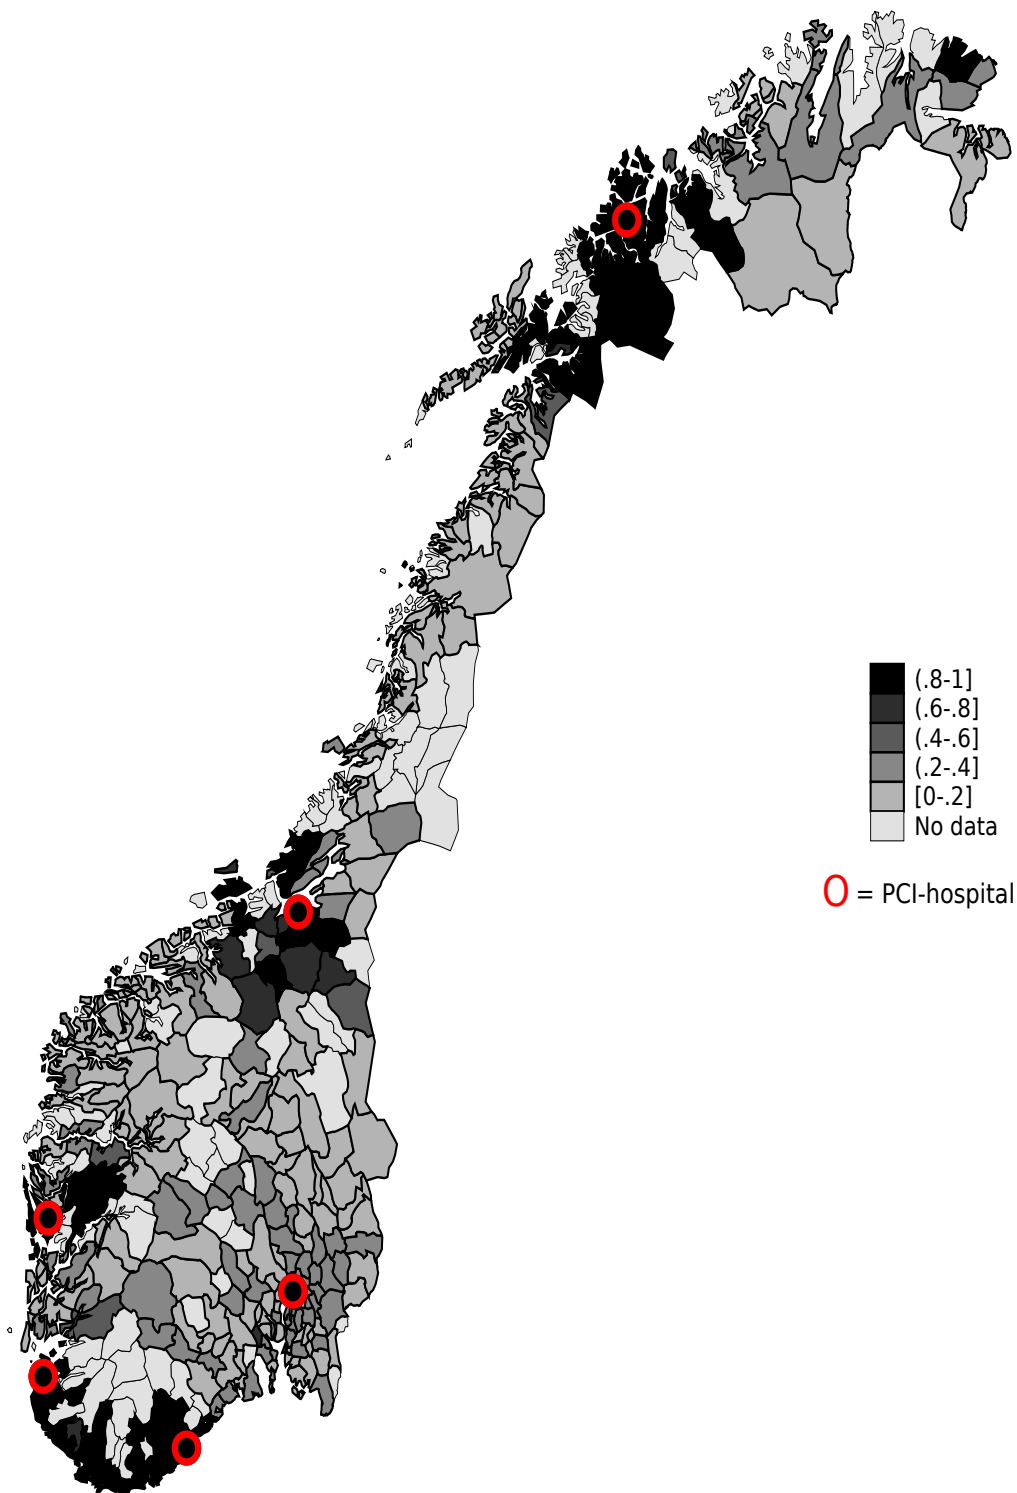 (.8-1]
(.6-.8]
(.4-.6]
(.2-.4]
[0-.2]
No data
= PCI-hospital